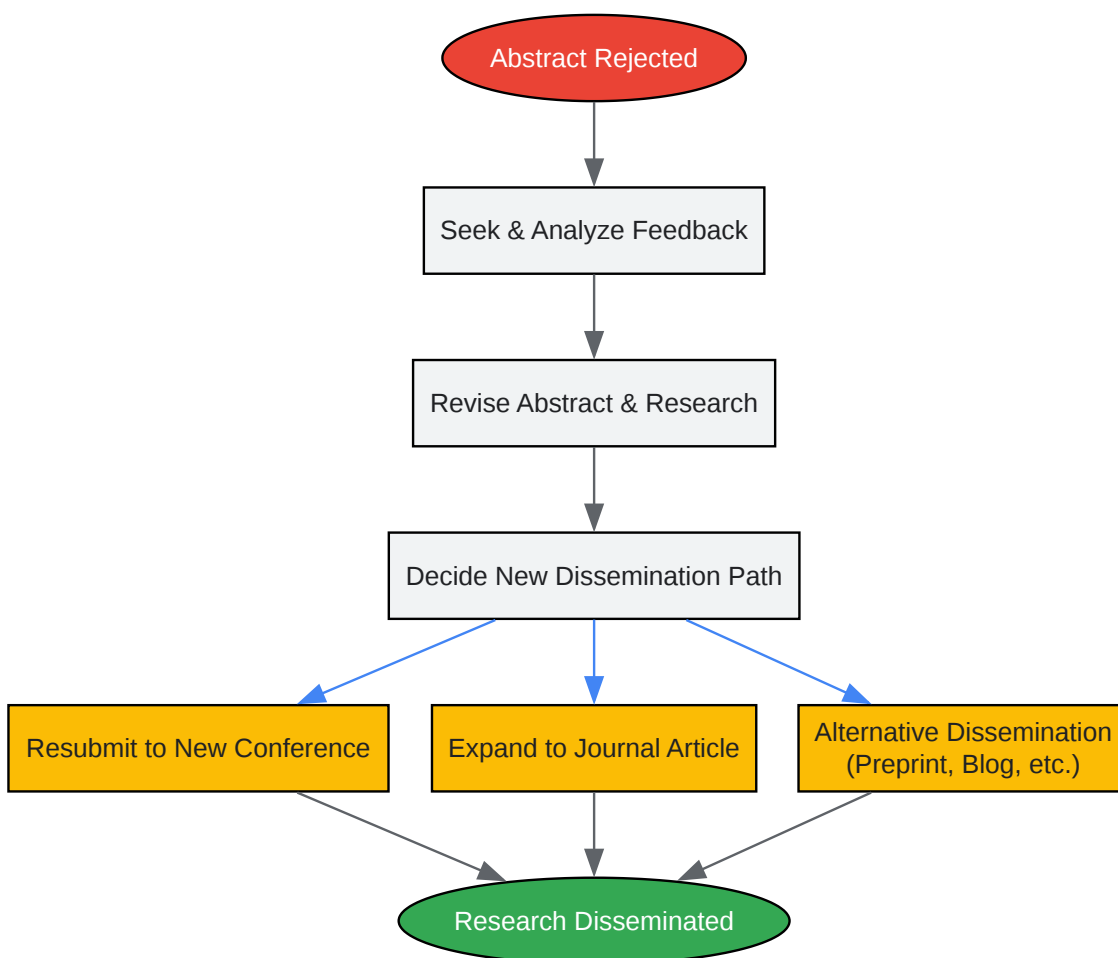 Abstract Rejected
Seek & Analyze Feedback
Revise Abstract & Research
Decide New Dissemination Path
Resubmit to New Conference
Expand to Journal Article
Alternative Dissemination
(Preprint, Blog, etc.)
Research Disseminated